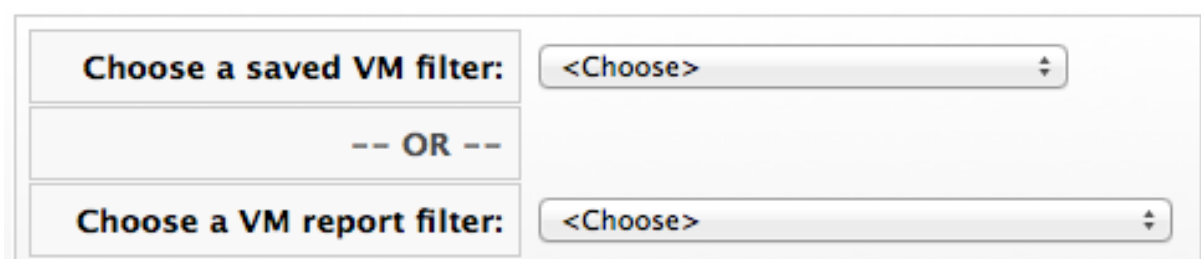 Choose a saved VM filter: <Choose>
-- OR --
Choose a VM report filter: <Choose>